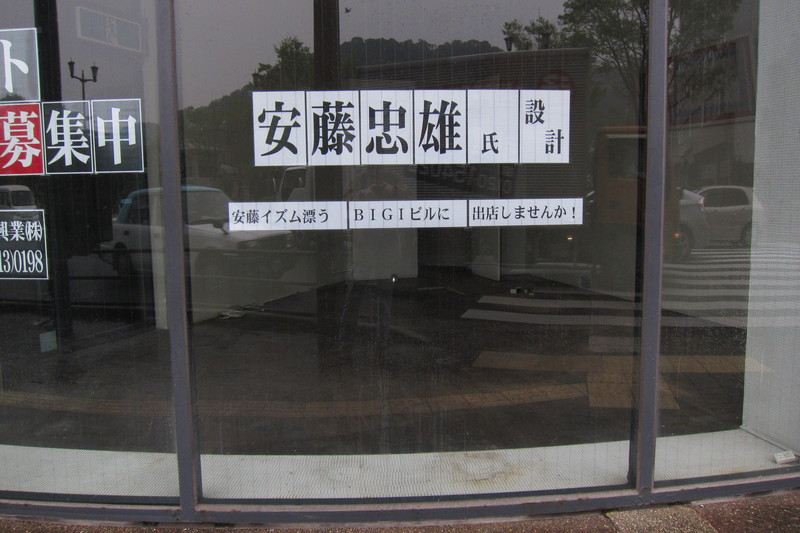 ト
募集中
興業㈱
13)0198
安藤忠雄氏設計
安藤イズム漂う BIGIビルに 出店しませんか!